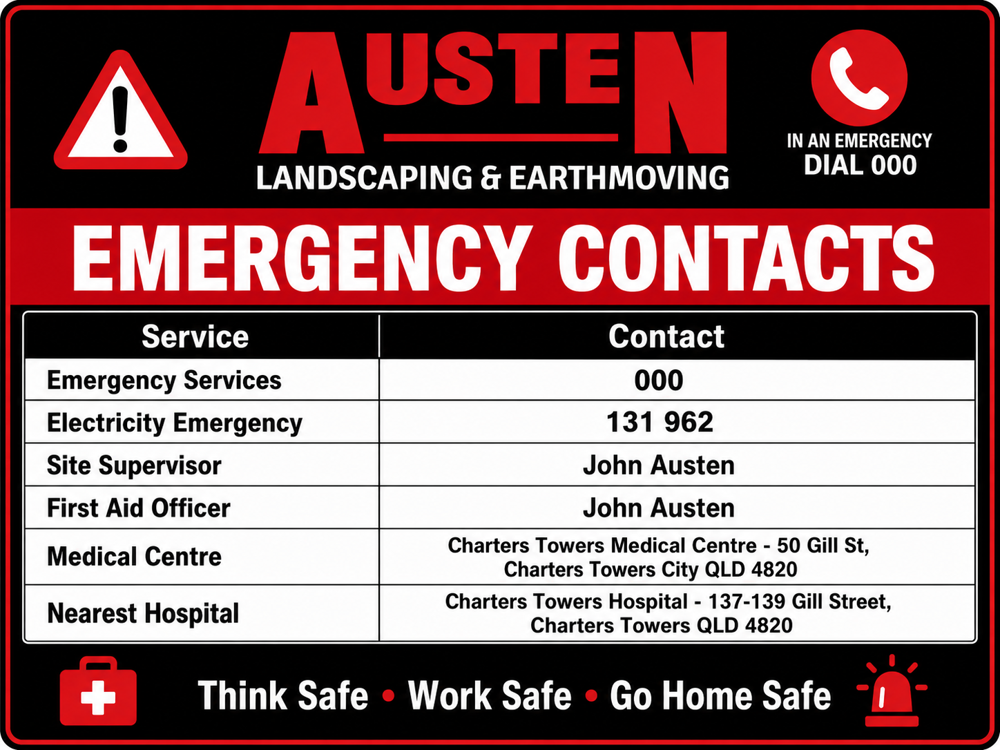 AUSTEN
LANDSCAPING & EARTHMOVING
IN AN EMERGENCY
DIAL 000
EMERGENCY CONTACTS
Service Contact
Emergency Services 000
Electricity Emergency 131 962
Site Supervisor John Austen
First Aid Officer John Austen
Medical Centre Charters Towers Medical Centre - 50 Gill St,
Charters Towers City QLD 4820
Nearest Hospital Charters Towers Hospital - 137-139 Gill Street,
Charters Towers QLD 4820
Think Safe • Work Safe • Go Home Safe